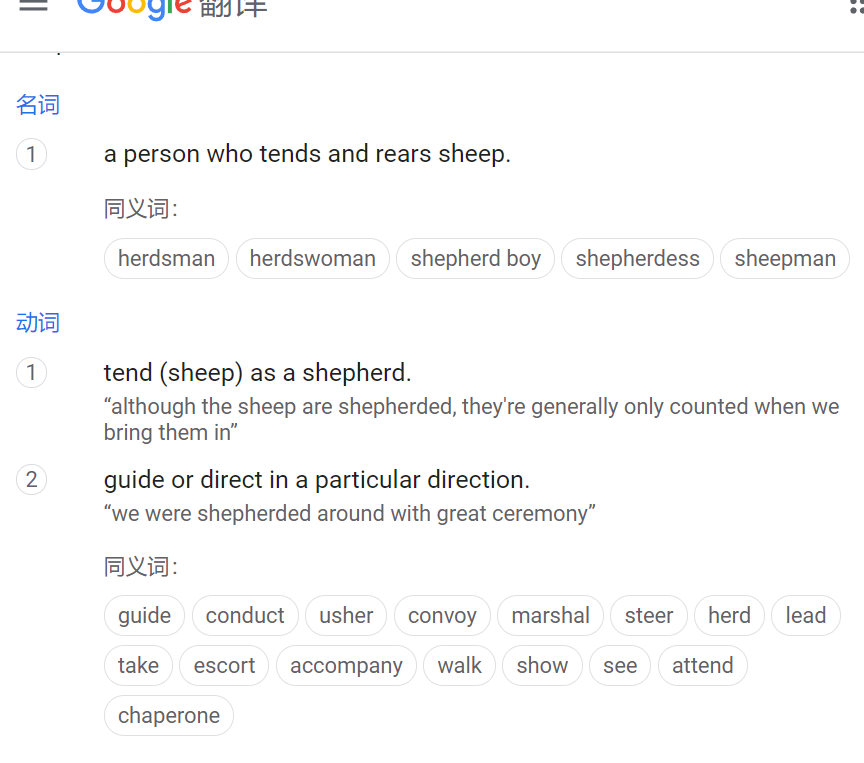 Google 翻译
名词
1 a person who tends and rears sheep.
同义词：
herdsman herdswoman shepherd boy shepherdess sheepman
动词
1 tend (sheep) as a shepherd.
“although the sheep are shepherded, they're generally only counted when we
bring them in”
2 guide or direct in a particular direction.
“we were shepherded around with great ceremony”
同义词：
guide conduct usher convoy marshal steer herd lead
take escort accompany walk show see attend
chaperone